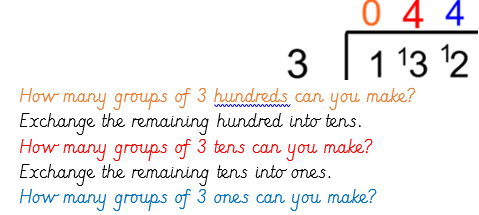 0 4 4
3 1 ¹3 ¹2
How many groups of 3 hundreds can you make?
Exchange the remaining hundred into tens.
How many groups of 3 tens can you make?
Exchange the remaining tens into ones.
How many groups of 3 ones can you make?